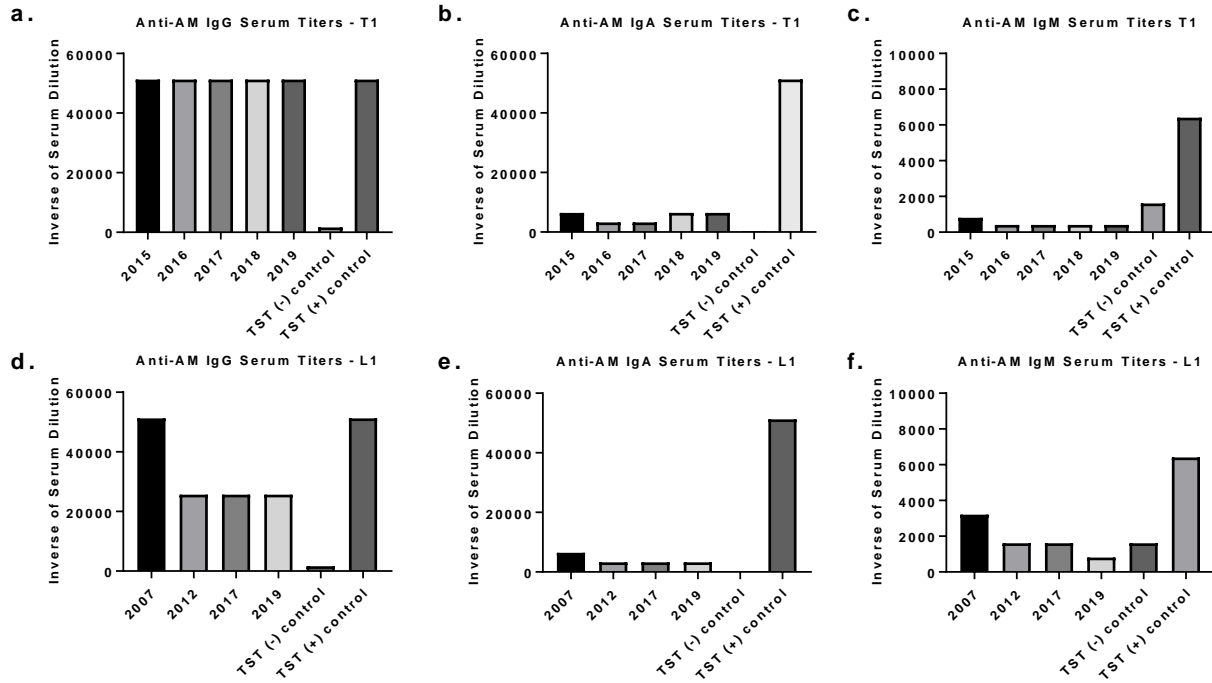 a.
Anti-AM IgG Serum Titers - T1
Inverse of Serum Dilution
60000
40000
20000
0
2015
2016
2017
2018
2019
TST (-) control
TST (+) control
b.
Anti-AM IgA Serum Titers - T1
Inverse of Serum Dilution
60000
40000
20000
0
2015
2016
2017
2018
2019
TST (-) control
TST (+) control
c.
Anti-AM IgM Serum Titers T1
Inverse of Serum Dilution
10000
8000
6000
4000
2000
0
2015
2016
2017
2018
2019
TST (-) control
TST (+) control
d.
Anti-AM IgG Serum Titers - L1
Inverse of Serum Dilution
60000
40000
20000
0
2007
2012
2017
2019
TST (-) control
TST (+) control
e.
Anti-AM IgA Serum Titers - L1
Inverse of Serum Dilution
60000
40000
20000
0
2007
2012
2017
2019
TST (-) control
TST (+) control
f.
Anti-AM IgM Serum Titers - L1
Inverse of Serum Dilution
10000
8000
6000
4000
2000
0
2007
2012
2017
2019
TST (-) control
TST (+) control